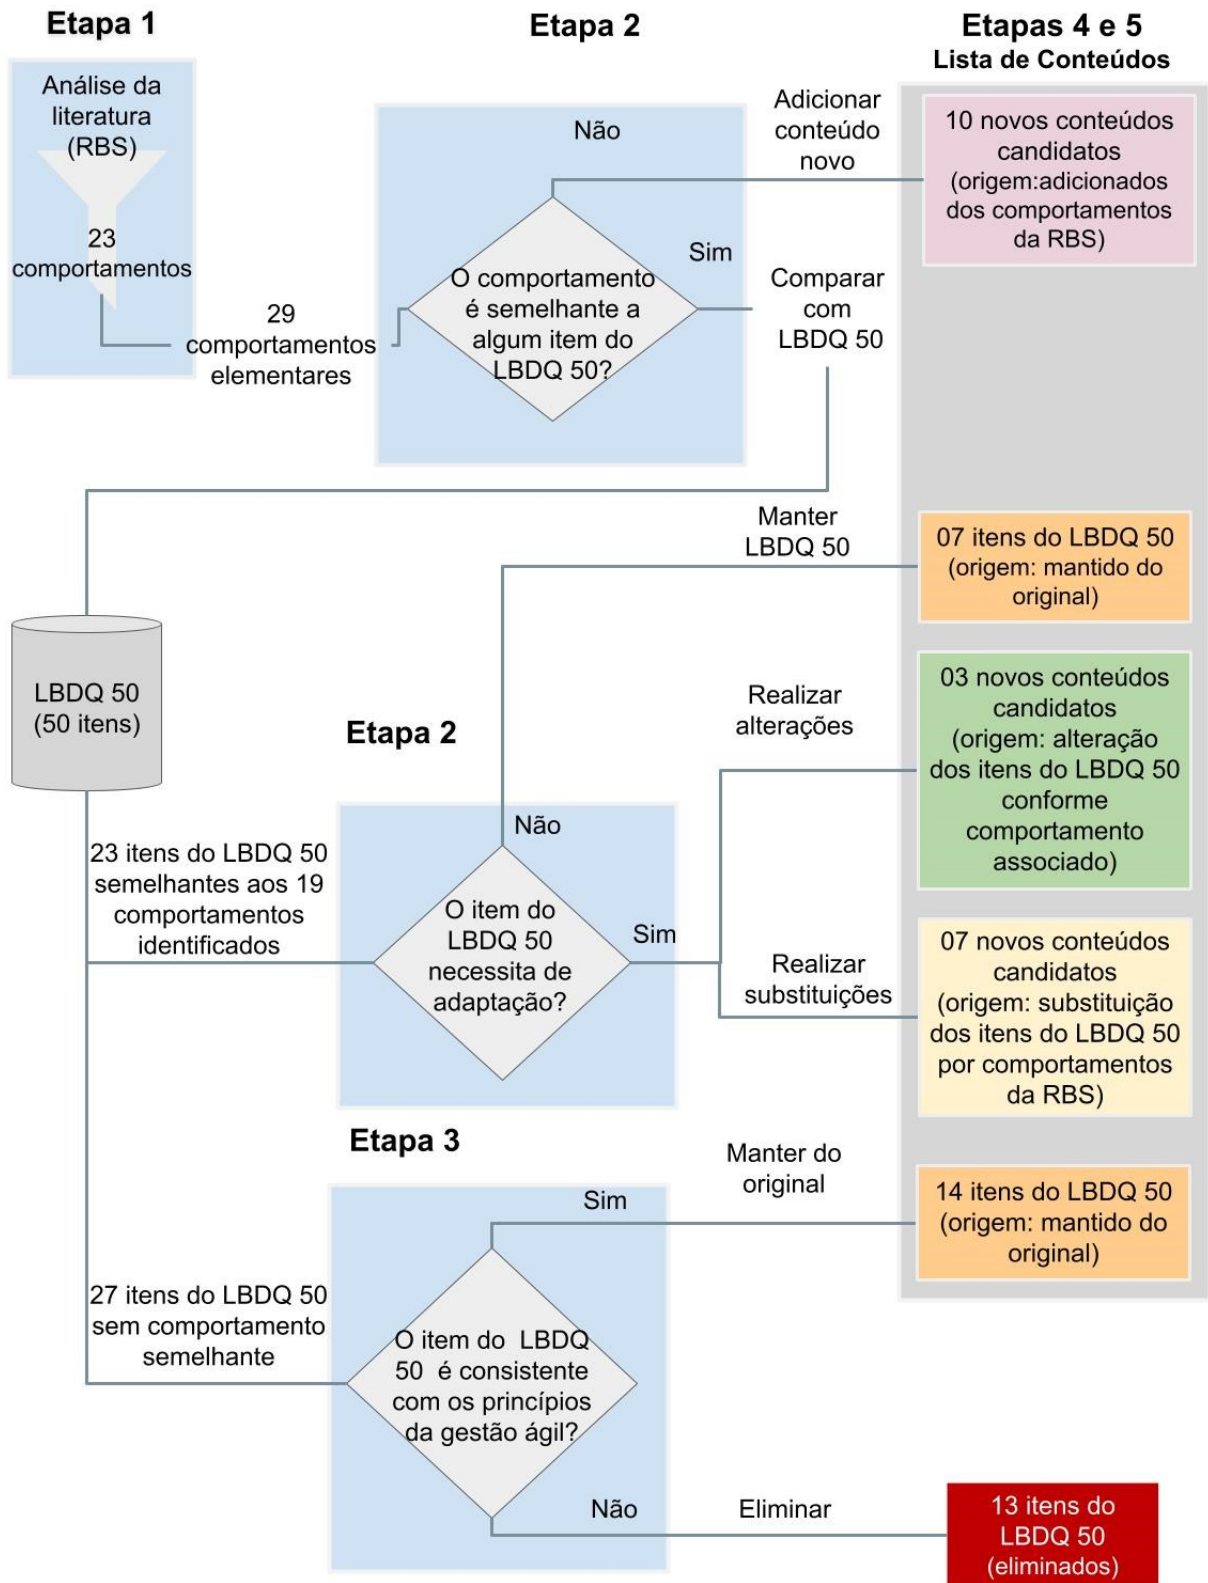 Etapa 1
Análise da
literatura
(RBS)
23
comportamentos
29
comportamentos
elementares
Etapa 2
Não
Sim
O comportamento
é semelhante a
algum item do
LBDQ 50?
Adicionar
conteúdo
novo
Comparar
com
LBDQ 50
Etapas 4 e 5
Lista de Conteúdos
10 novos conteúdos
candidatos
(origem:adicionados
dos comportamentos
da RBS)
Manter
LBDQ 50
07 itens do LBDQ 50
(origem: mantido do
original)
LBDQ 50
(50 itens)
Etapa 2
Realizar
alterações
03 novos conteúdos
candidatos
(origem: alteração
dos itens do LBDQ 50
conforme
comportamento
associado)
23 itens do LBDQ 50
semelhantes aos 19
comportamentos
identificados
Não
O item do
LBDQ 50
necessita de
adaptação?
Sim
Realizar
substituições
07 novos conteúdos
candidatos
(origem: substituição
dos itens do LBDQ 50
por comportamentos
da RBS)
Etapa 3
Manter do
original
Sim
14 itens do LBDQ 50
(origem: mantido do
original)
27 itens do LBDQ 50
sem comportamento
semelhante
O item do LBDQ
50 é consistente
com os princípios
da gestão ágil?
Não
Eliminar
13 itens do
LBDQ 50
(eliminados)